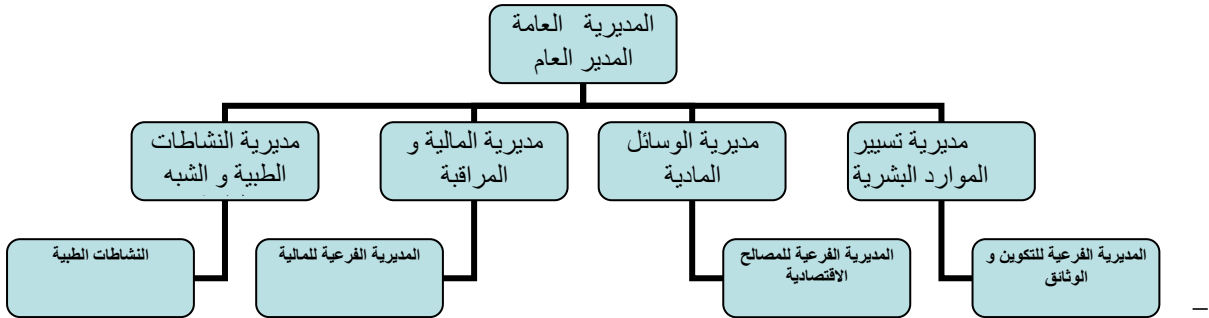 المديرية العامة
المدير العام
مديرية تسيير
الموارد البشرية
مديرية الوسائل
المادية
مديرية المالية و
المراقبة
مديرية النشاطات
الطبية و الشبه
المديرية الفرعية للتكوين و
الوثائق
المديرية الفرعية للمصالح
الاقتصادية
المديرية الفرعية للمالية
النشاطات الطبية